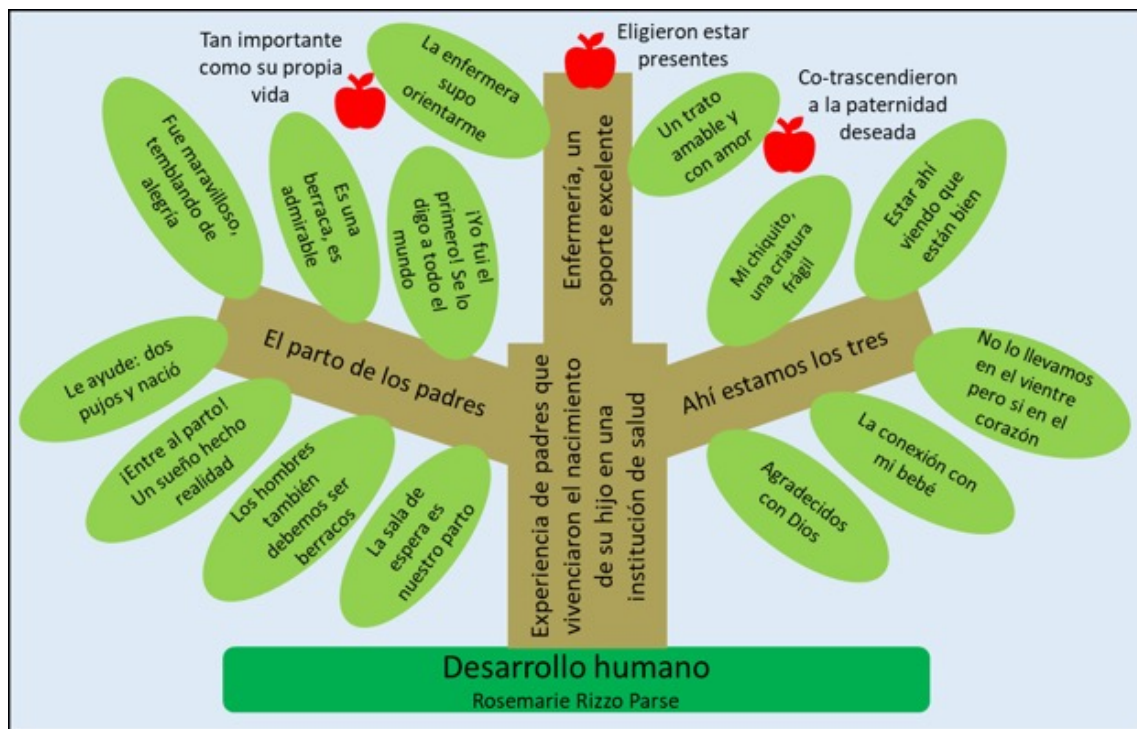 Tan importante
como su propia
vida
La enfermera
supo
orientarme
Eligieron estar
presentes
Un trato
amable y
con amor
Co-trascendieron
a la paternidad
deseada
Fue maravilloso,
temblando de
alegría
Es una
berraca, es
admirable
¡Yo fui el
primero! Se lo
digo a todo el
mundo
Enfermería, un
soporte excelente
Mi chiquito,
una criatura
frágil
Estar ahí
viendo que
están bien
El parto de los padres
Ahí estamos los tres
Le ayude: dos
pujos y nació
¡Entre al parto!
Un sueño hecho
realidad
Los hombres
también
debemos ser
berracos
La sala de
espera es
nuestro parto
Experiencia de padres que
vivenciaron el nacimiento
de su hijo en una
institución de salud
No lo llevamos
en el vientre
pero si en el
corazón
La conexión con
mi bebé
Agradecidos
con Dios
Desarrollo humano
Rosemarie Rizzo Parse